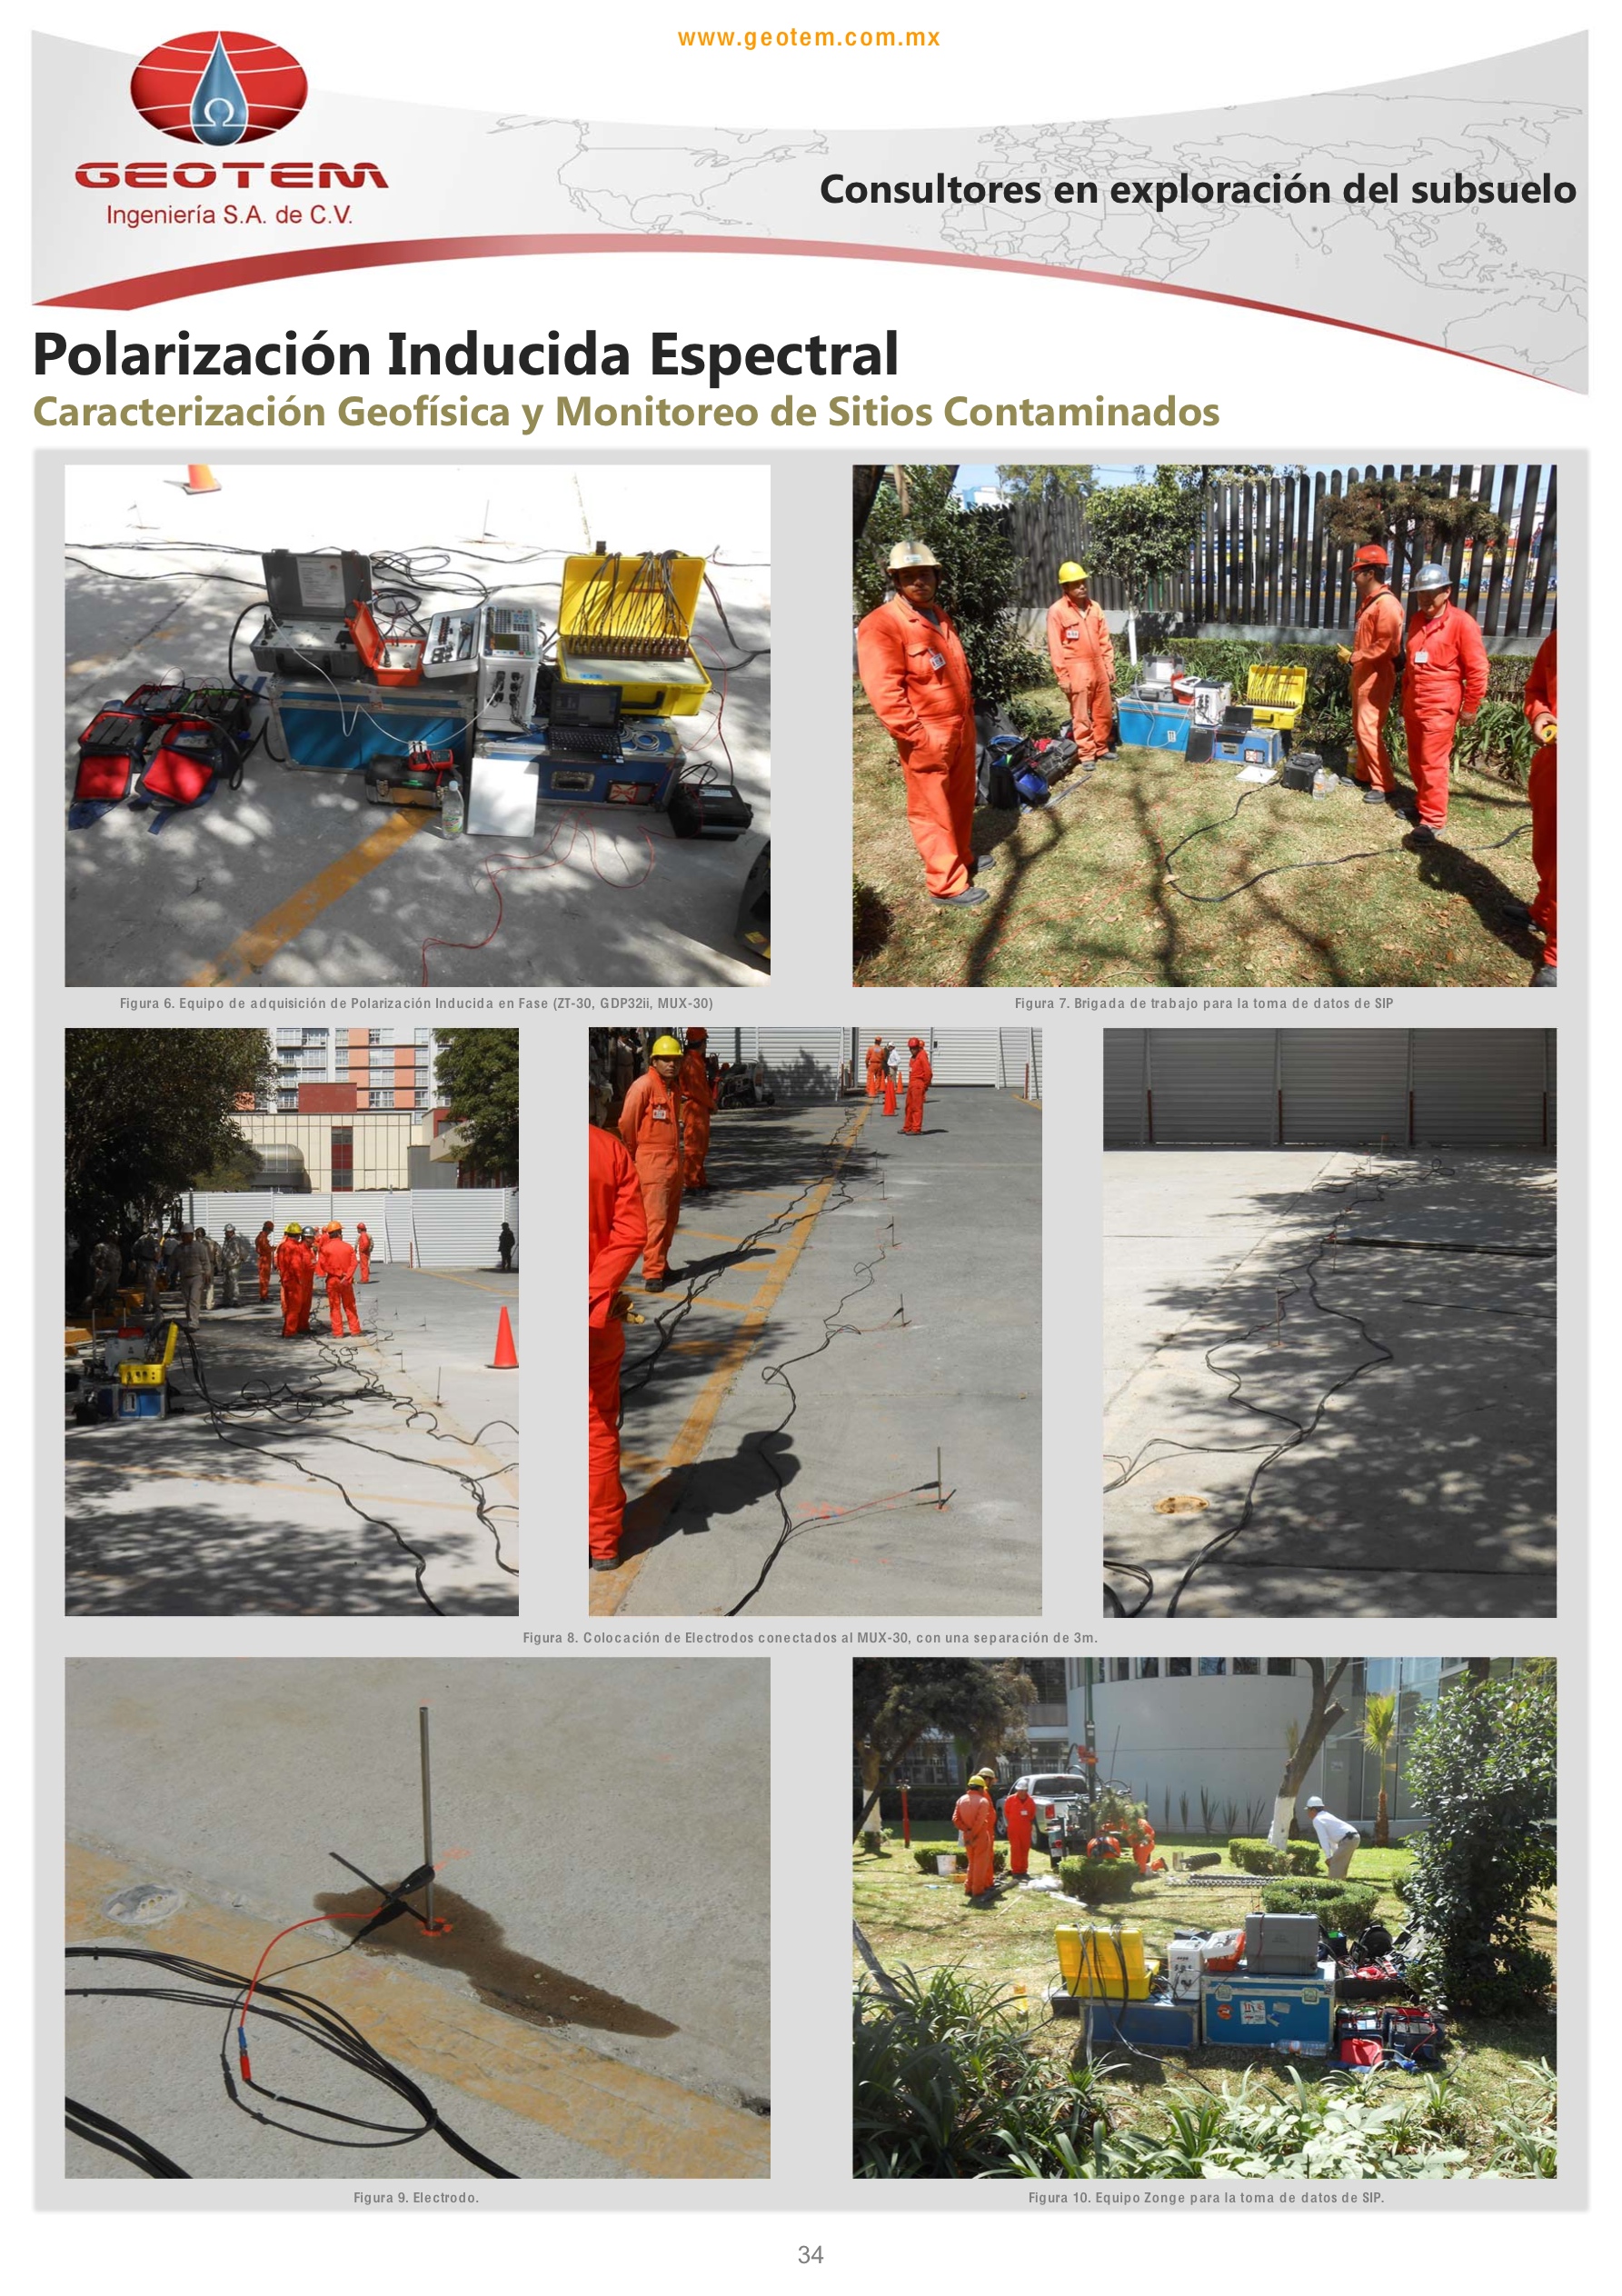 www.geotem.com.mx
GEOTEM
Ingeniería S.A. de C.V.
Consultores en exploración del subsuelo
Polarización Inducida Espectral
Caracterización Geofísica y Monitoreo de Sitios Contaminados
Figura 6. Equipo de adquisición de Polarización Inducida en Fase (ZT-30, GDP32ii, MUX-30)
Figura 7. Brigada de trabajo para la toma de datos de SIP
Figura 8. Colocación de Electrodos conectados al MUX-30, con una separación de 3m.
Figura 9. Electrodo.
Figura 10. Equipo Zonge para la toma de datos de SIP.
34